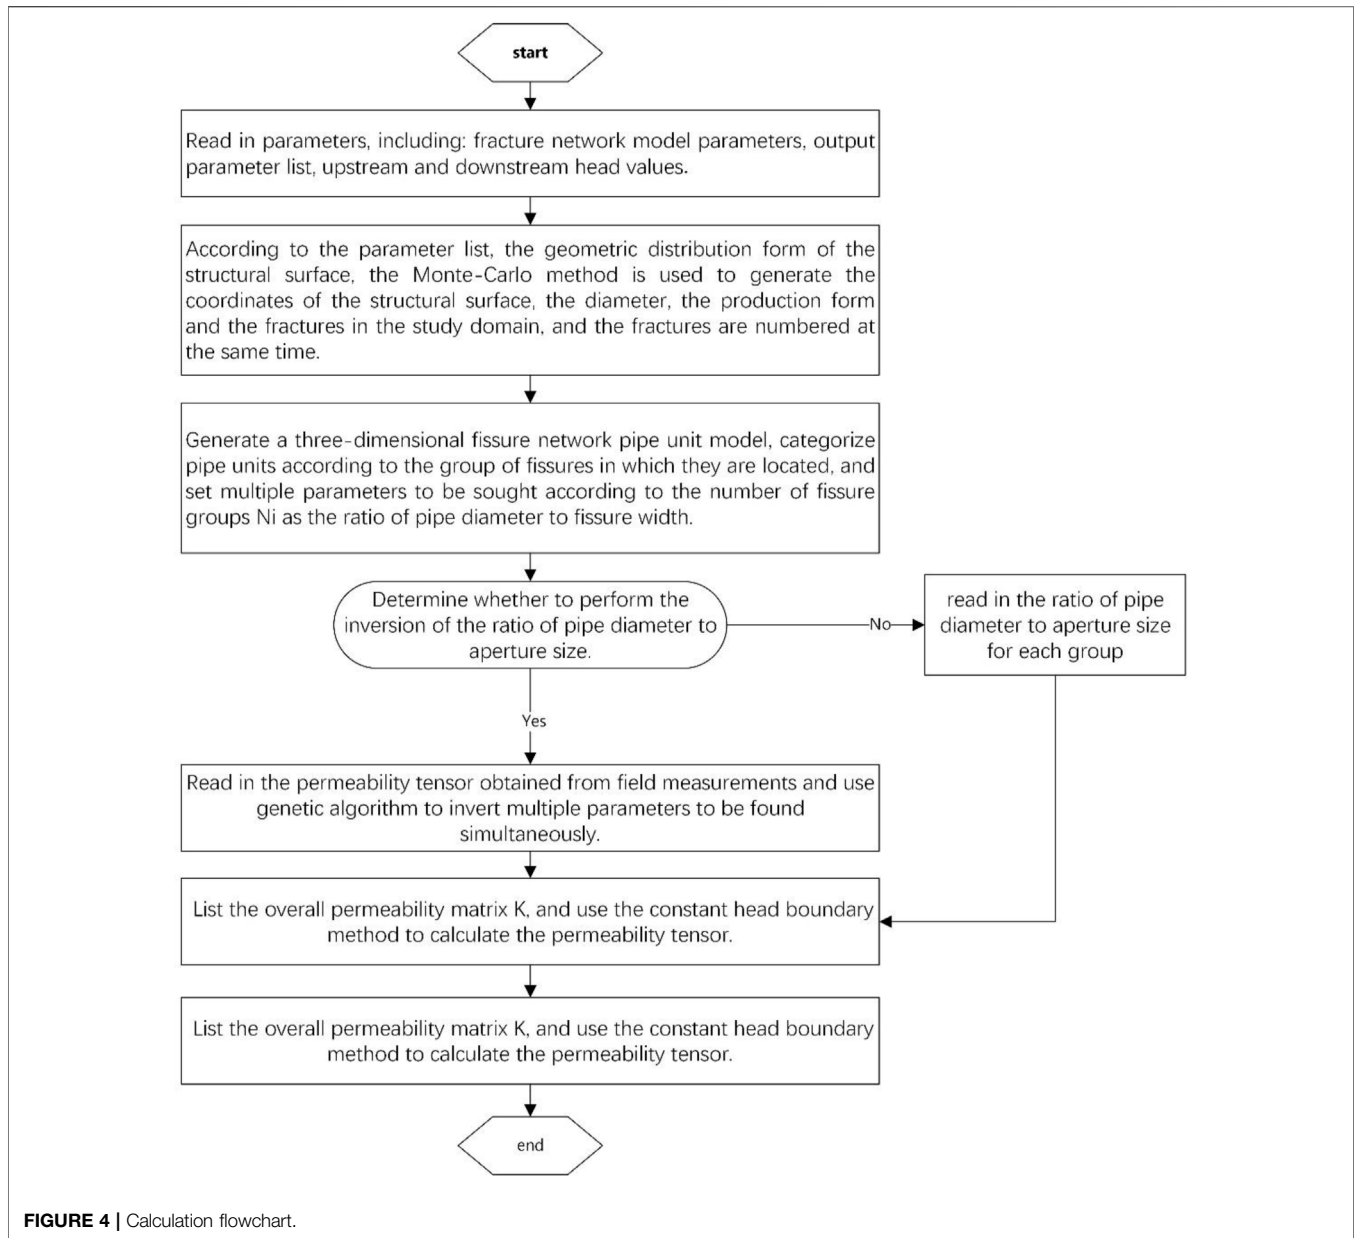 start
Read in parameters, including: fracture network model parameters, output
parameter list, upstream and downstream head values.
According to the parameter list, the geometric distribution form of the
structural surface, the Monte-Carlo method is used to generate the
coordinates of the structural surface, the diameter, the production form
and the fractures in the study domain, and the fractures are numbered at
the same time.
Generate a three-dimensional fissure network pipe unit model, categorize
pipe units according to the group of fissures in which they are located, and
set multiple parameters to be sought according to the number of fissure
groups Ni as the ratio of pipe diameter to fissure width.
Determine whether to perform the
inversion of the ratio of pipe diameter to
aperture size.
No
read in the ratio of pipe
diameter to aperture size
for each group
Yes
Read in the permeability tensor obtained from field measurements and use
genetic algorithm to invert multiple parameters to be found
simultaneously.
List the overall permeability matrix K, and use the constant head boundary
method to calculate the permeability tensor.
List the overall permeability matrix K, and use the constant head boundary
method to calculate the permeability tensor.
end
FIGURE 4 | Calculation flowchart.